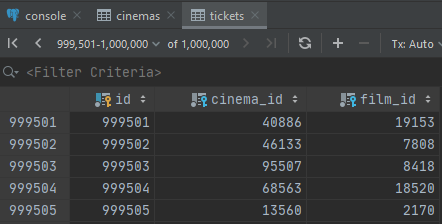 console cinemas tickets
999,501-1,000,000 of 1,000,000 Tx: Auto
<Filter Criteria>
id cinema_id film_id
999501 999501 40886 19153
999502 999502 46133 7808
999503 999503 95507 8418
999504 999504 68563 18520
999505 999505 13560 2170